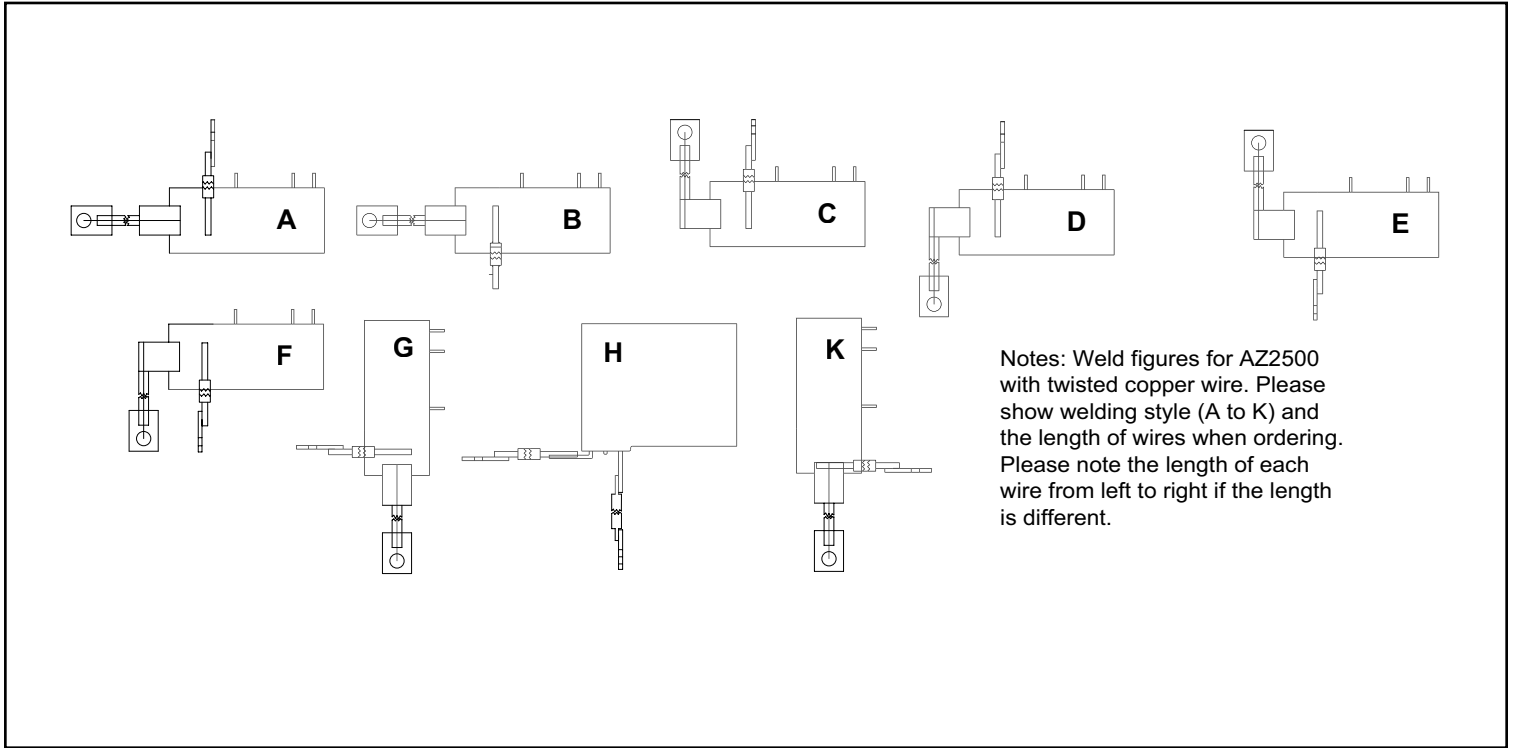 A
B
C
D
E
F
G
H
K
Notes: Weld figures for AZ2500
with twisted copper wire. Please
show welding style (A to K) and
the length of wires when ordering.
Please note the length of each
wire from left to right if the length
is different.